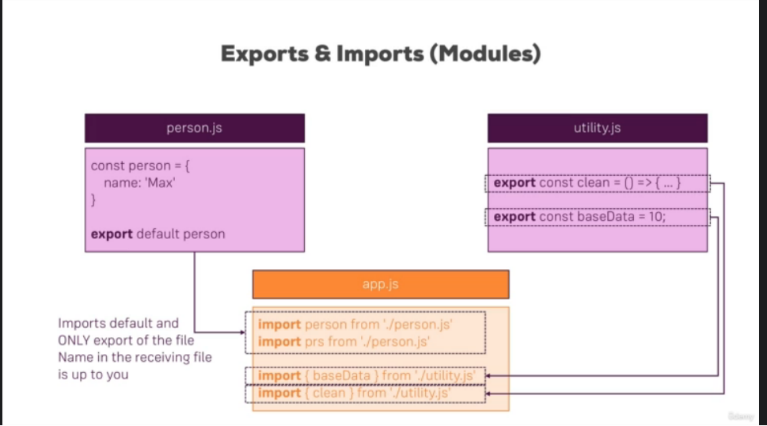 Exports & Imports (Modules)
person.js
const person = {
name: 'Max'
}
export default person
utility.js
export const clean = () => { ... }
export const baseData = 10;
app.js
import person from './person.js'
import prs from './person.js'
import { baseData } from './utility.js'
import { clean } from './utility.js'
Imports default and
ONLY export of the file
Name in the receiving file
is up to you
Udemy